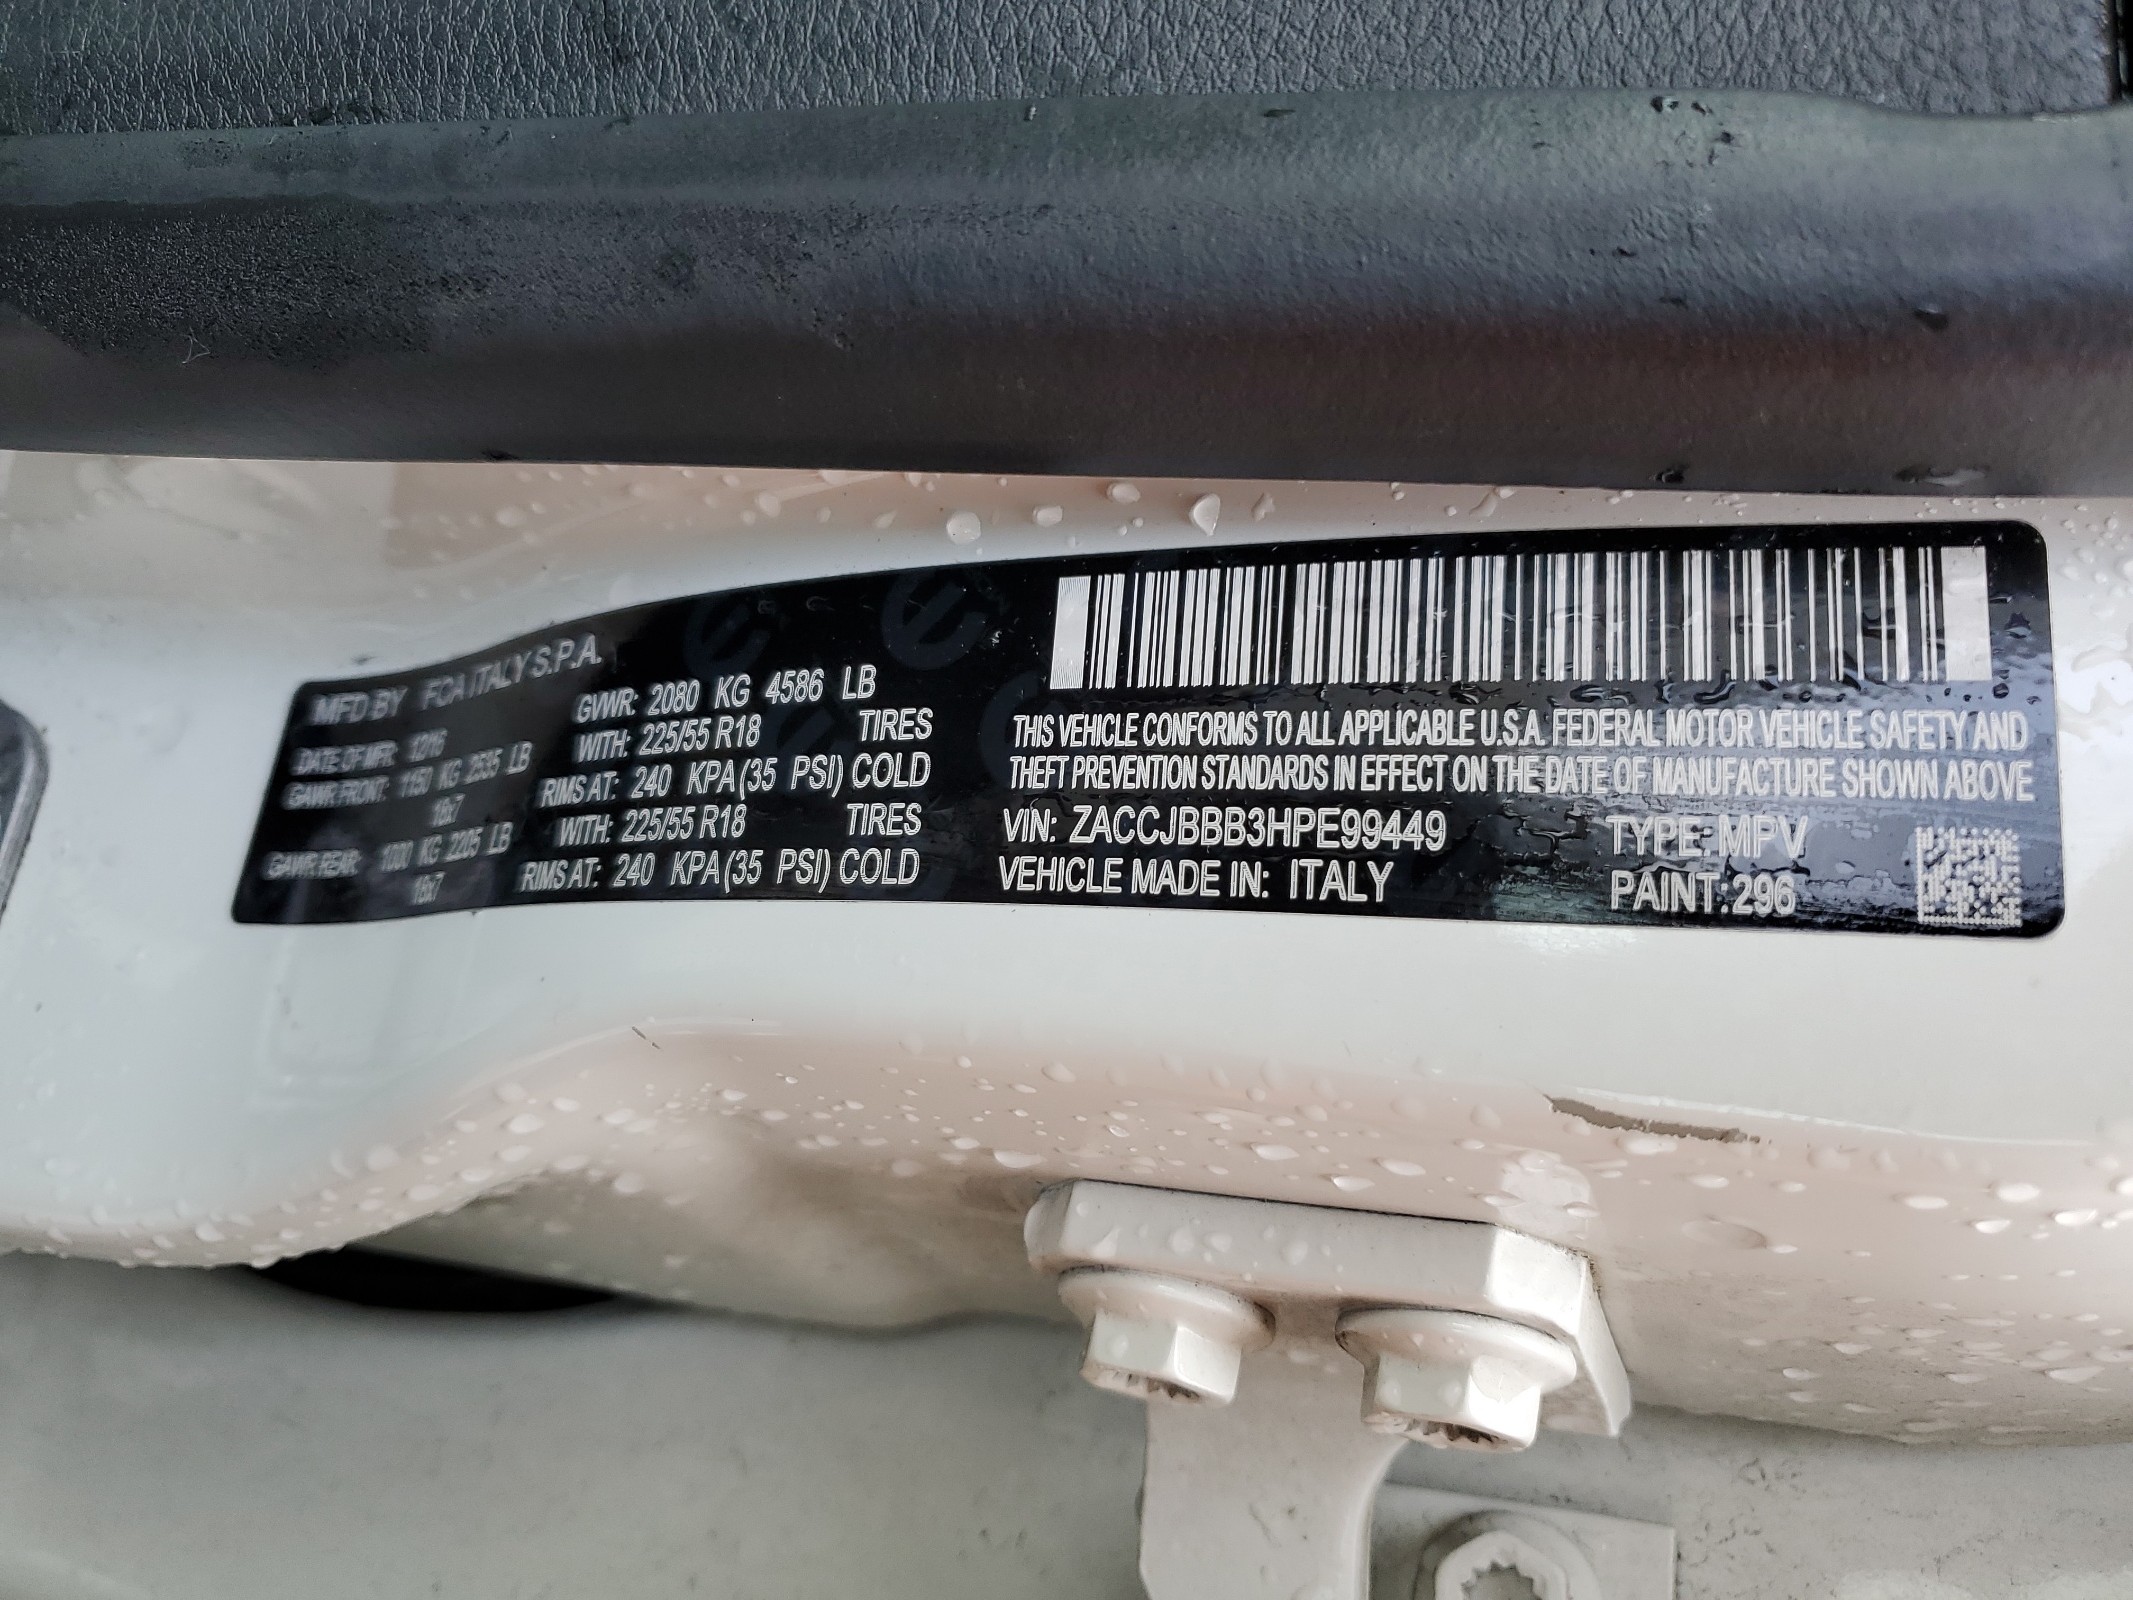 MFD BY FCA ITALY S.P.A.
DATE OF MFR: 12/16 GVWR: 2080 KG 4586 LB
GAWR FRONT: 1150 KG 2535 LB WITH: 225/55 R18 TIRES
18x7 RIMS AT: 240 KPA (35 PSI) COLD
GAWR REAR: 1000 KG 2205 LB WITH: 225/55 R18 TIRES
18x7 RIMS AT: 240 KPA (35 PSI) COLD
THIS VEHICLE CONFORMS TO ALL APPLICABLE U.S.A. FEDERAL MOTOR VEHICLE SAFETY AND
THEFT PREVENTION STANDARDS IN EFFECT ON THE DATE OF MANUFACTURE SHOWN ABOVE
VIN: ZACCJBBB3HPE99449 TYPE: MPV
VEHICLE MADE IN: ITALY PAINT: 296